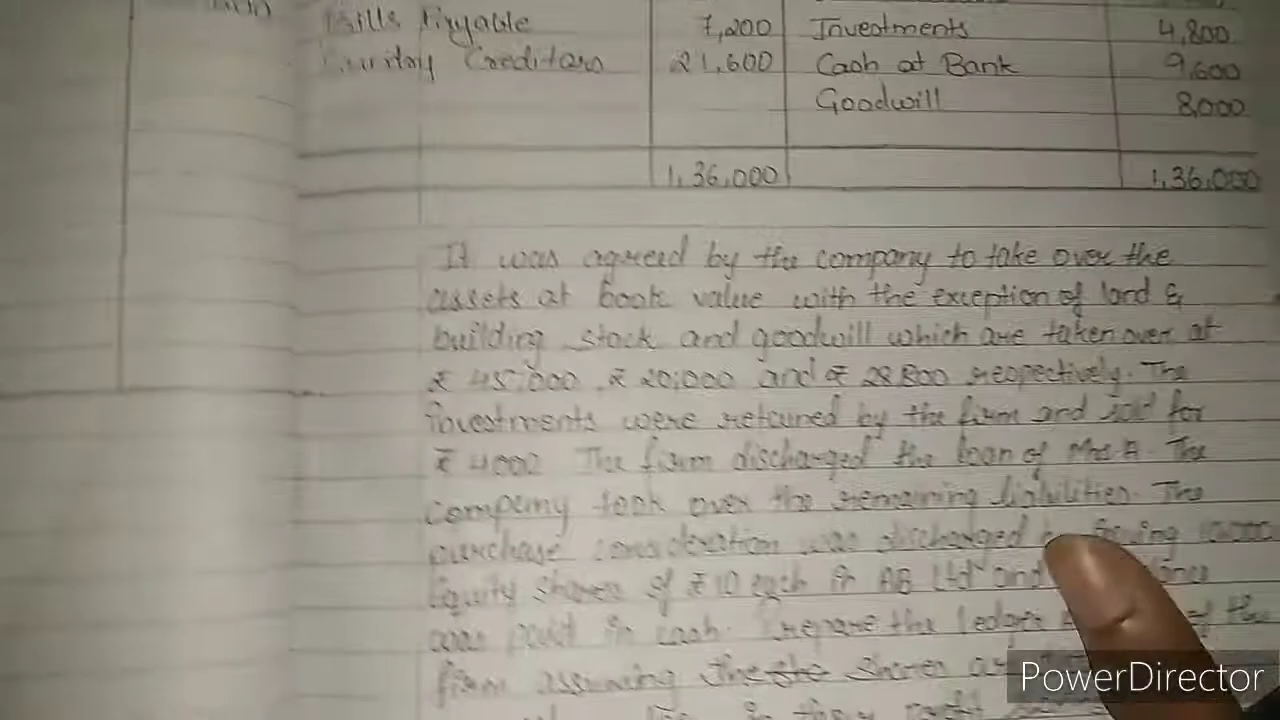 Bills Payable 7,200 Investments 4,800
Creditors 21,600 Cash at Bank 9,600
Goodwill 8,000
1,36,000 1,36,000
It was agreed by the company to take over the
assets at book value with the exception of land &
building stock and goodwill which are taken over at
₹ 20,000 and ₹ 28,800 respectively. The
investments were retained by the firm and sold for
₹ 4000 The firm discharged the loan of Mrs. A. The
company took over the remaining liabilities. The
purchase consideration was discharged
Equity Shares of ₹ 10 each in AB Ltd and
was paid in cash. Prepare the ledger of the
firm assuming the shares
PowerDirector